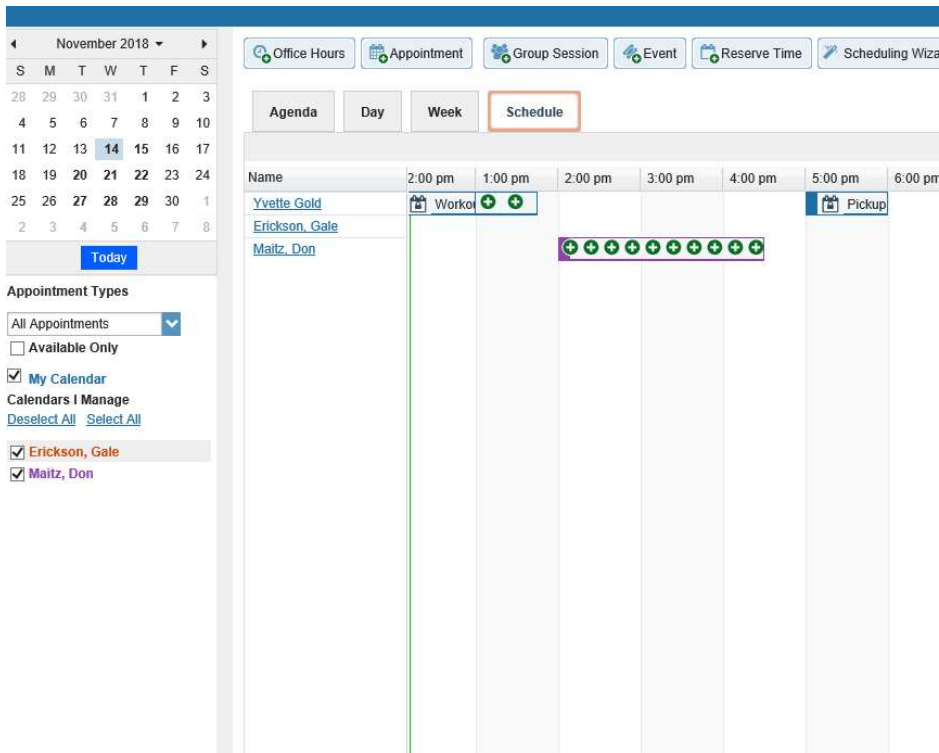 November 2018
S M T W T F S
28 29 30 31 1 2 3
4 5 6 7 8 9 10
11 12 13 14 15 16 17
18 19 20 21 22 23 24
25 26 27 28 29 30 1
2 3 4 5 6 7 8
Today
Appointment Types
All Appointments
Available Only
My Calendar
Calendars I Manage
Deselect All Select All
Erickson, Gale
Maitz, Don
Office Hours Appointment Group Session Event Reserve Time Scheduling Wiza
Agenda Day Week Schedule
Name 2:00 pm 1:00 pm 2:00 pm 3:00 pm 4:00 pm 5:00 pm 6:00 pm
Yvette Gold Workou Pickup
Erickson, Gale
Maitz, Don